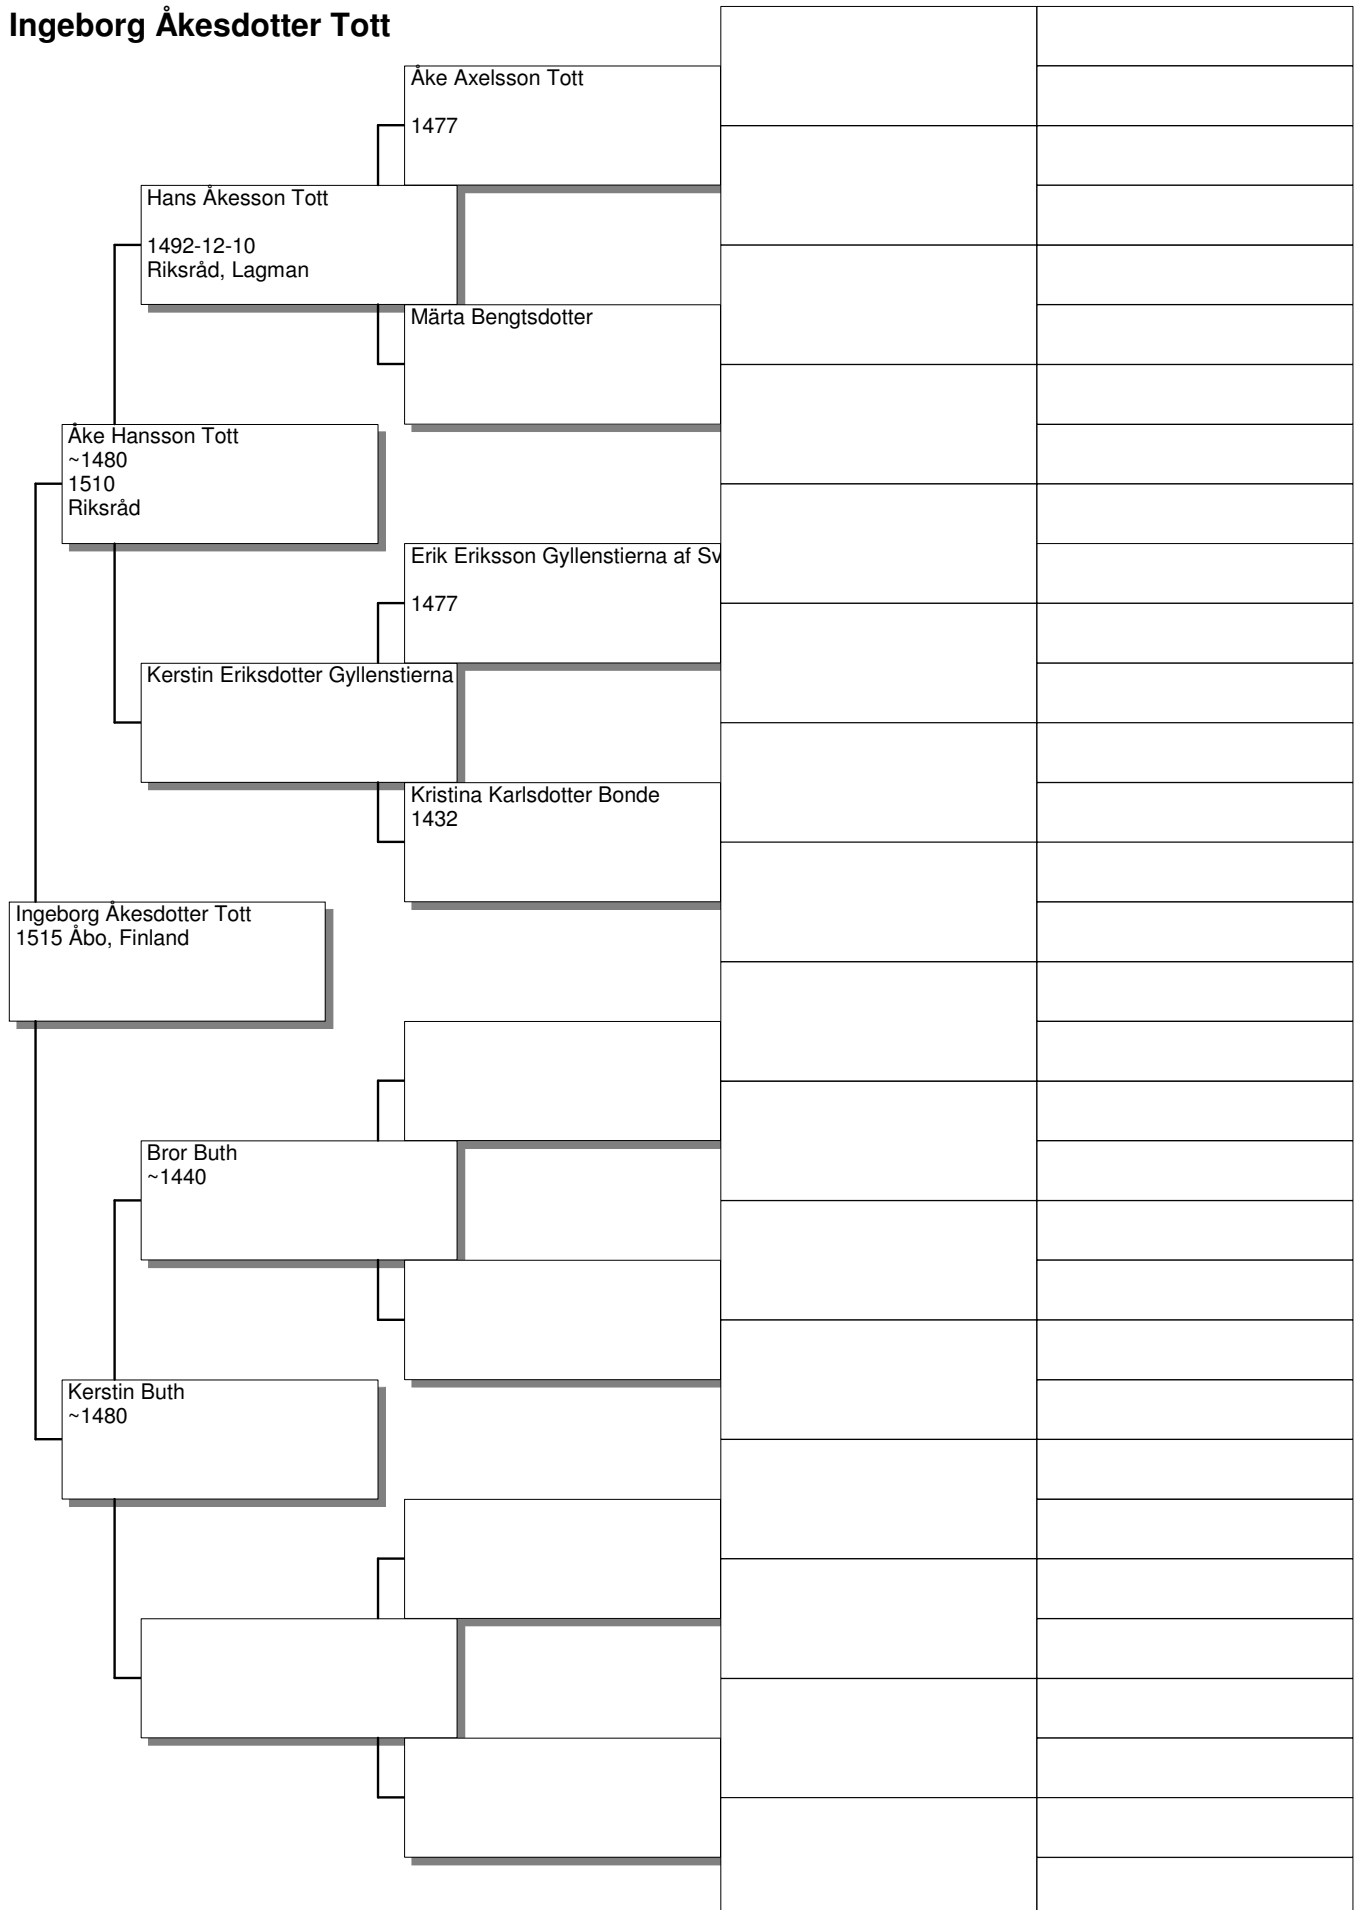 Ingeborg Åkesdotter Tott
Åke Axelsson Tott
1477
Hans Åkesson Tott
1492-12-10
Riksråd, Lagman
Märta Bengtsdotter
Åke Hansson Tott
~1480
1510
Riksråd
Erik Eriksson Gyllenstierna af Sv
1477
Kerstin Eriksdotter Gyllenstierna
Kristina Karlsdotter Bonde
1432
Ingeborg Åkesdotter Tott
1515 Åbo, Finland
Bror Buth
~1440
Kerstin Buth
~1480